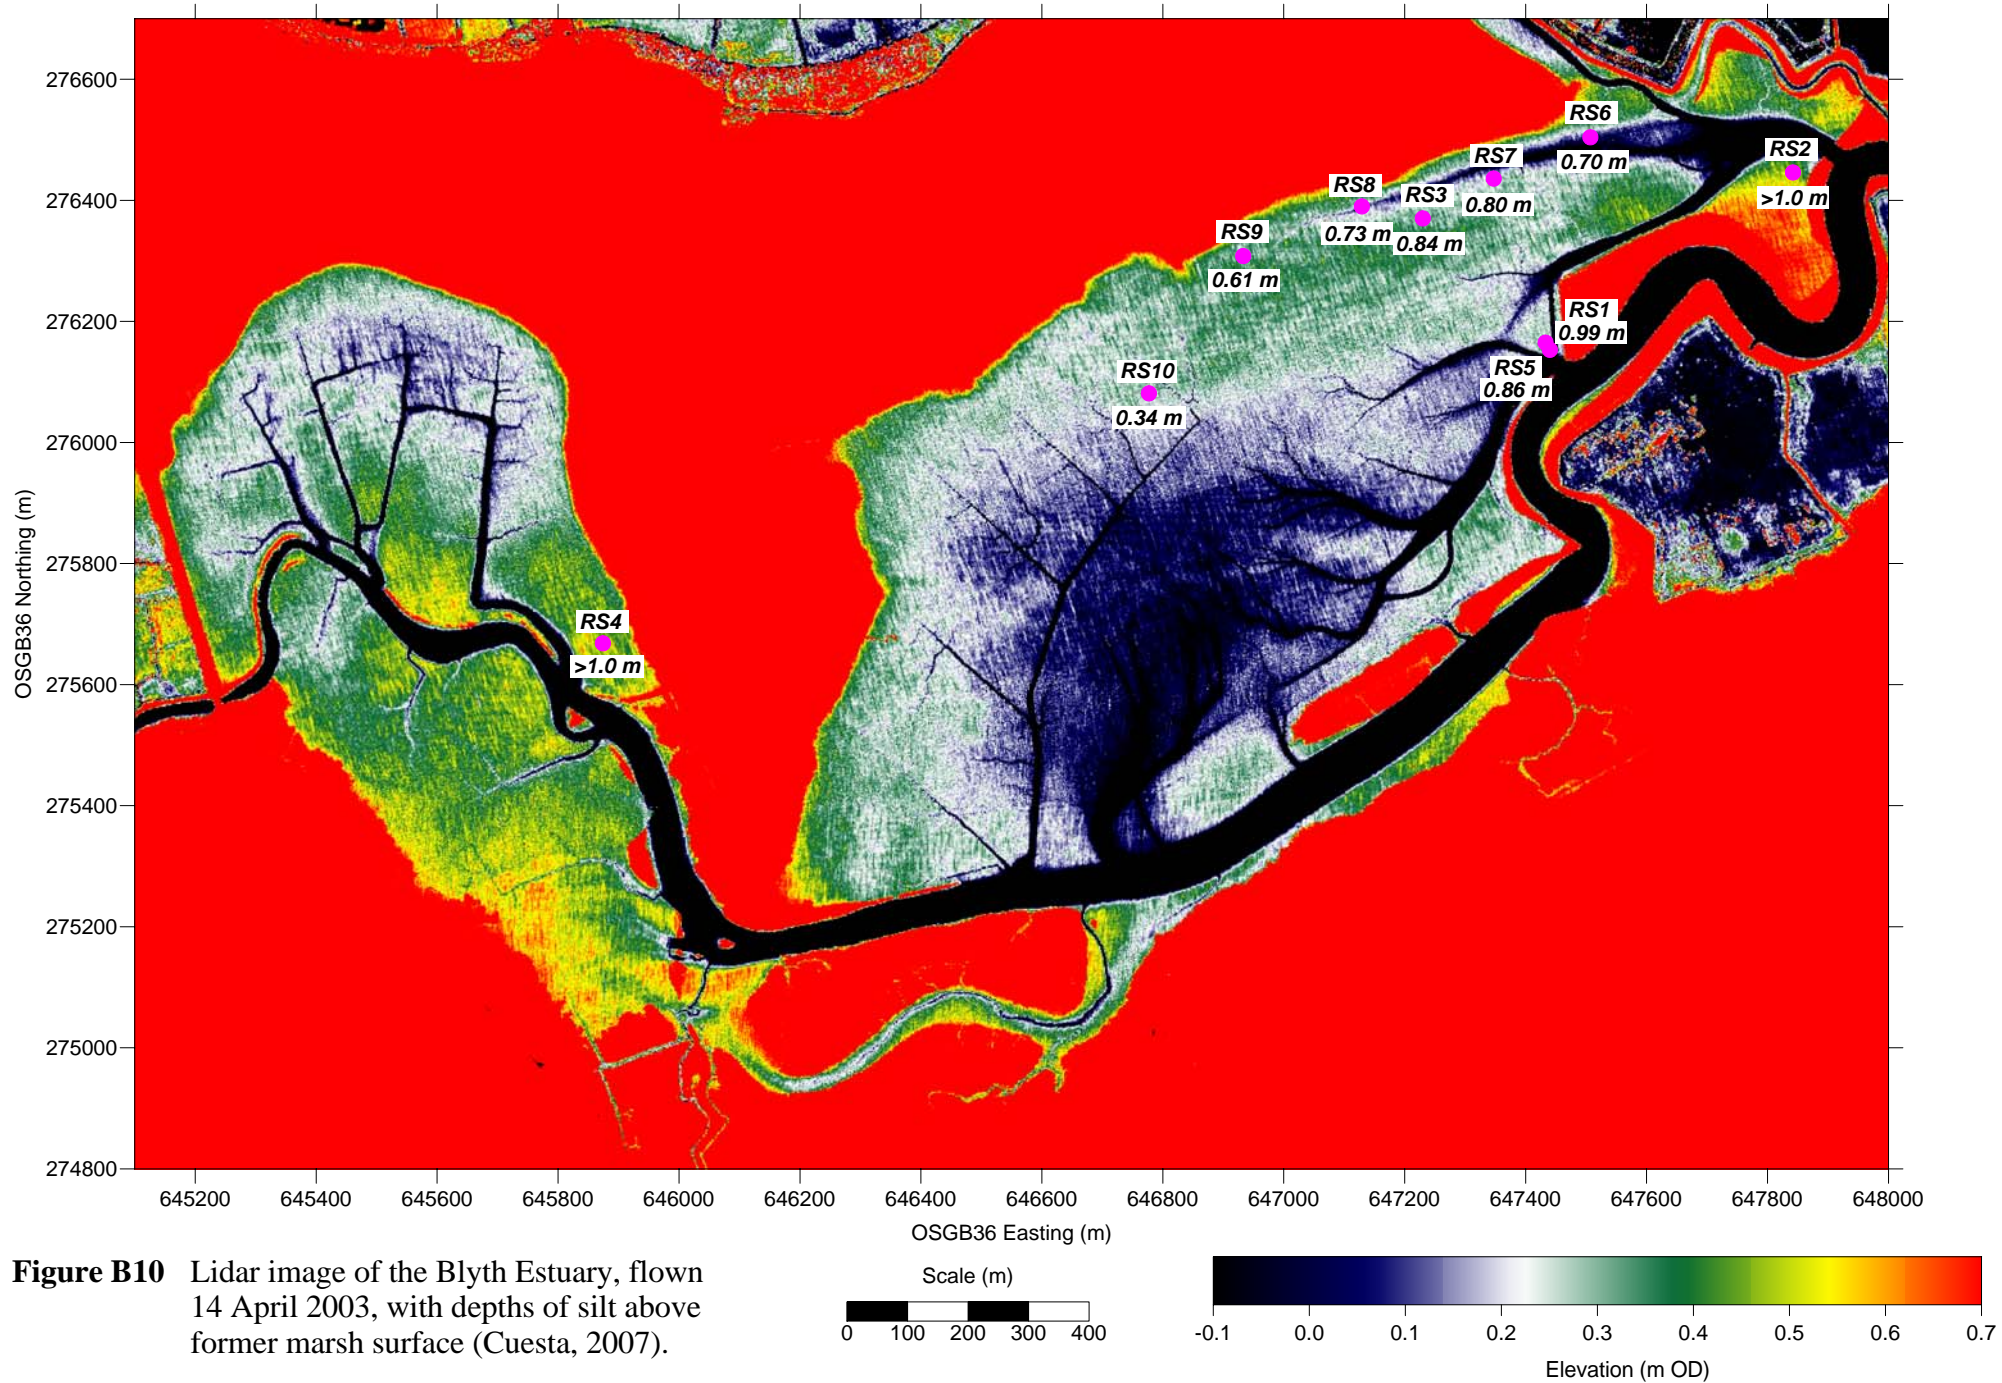 276600
276400
276200
276000
275800
275600
275400
275200
275000
274800
OSGB36 Northing (m)
RS6
0.70 m
RS2
>1.0 m
RS7
0.80 m
RS8
0.73 m
RS3
0.84 m
RS9
0.61 m
RS1
0.99 m
RS5
0.86 m
RS10
0.34 m
RS4
>1.0 m
645200 645400 645600 645800 646000 646200 646400 646600 646800 647000 647200 647400 647600 647800 648000
OSGB36 Easting (m)
Figure B10 Lidar image of the Blyth Estuary, flown
14 April 2003, with depths of silt above
former marsh surface (Cuesta, 2007).
Scale (m)
0 100 200 300 400
-0.1 0.0 0.1 0.2 0.3 0.4 0.5 0.6 0.7
Elevation (m OD)